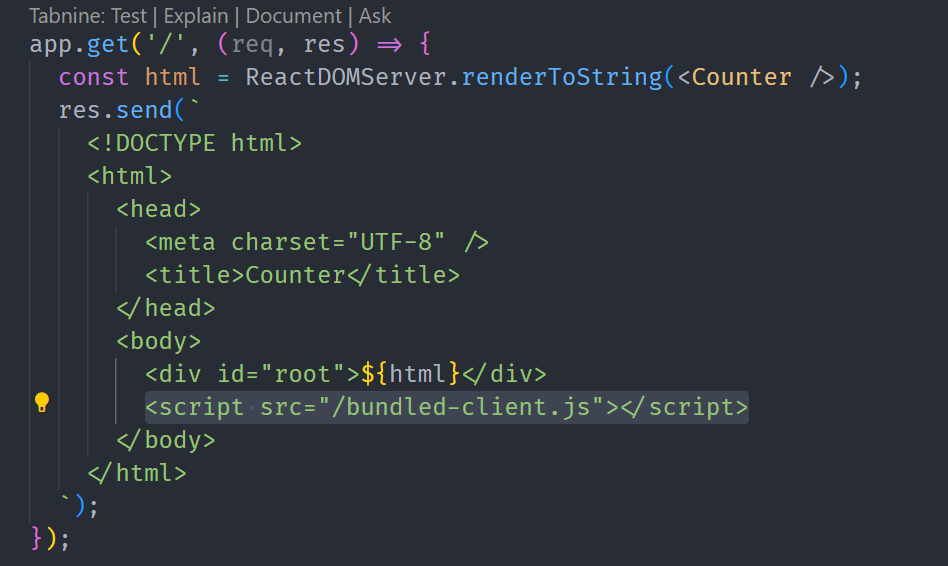 Tabnine: Test | Explain | Document | Ask
app.get('/', (req, res) => {
  const html = ReactDOMServer.renderToString(<Counter />);
  res.send(`
    <!DOCTYPE html>
    <html>
      <head>
        <meta charset="UTF-8" />
        <title>Counter</title>
      </head>
      <body>
        <div id="root">${html}</div>
        <script src="/bundled-client.js"></script>
      </body>
    </html>
  `);
});